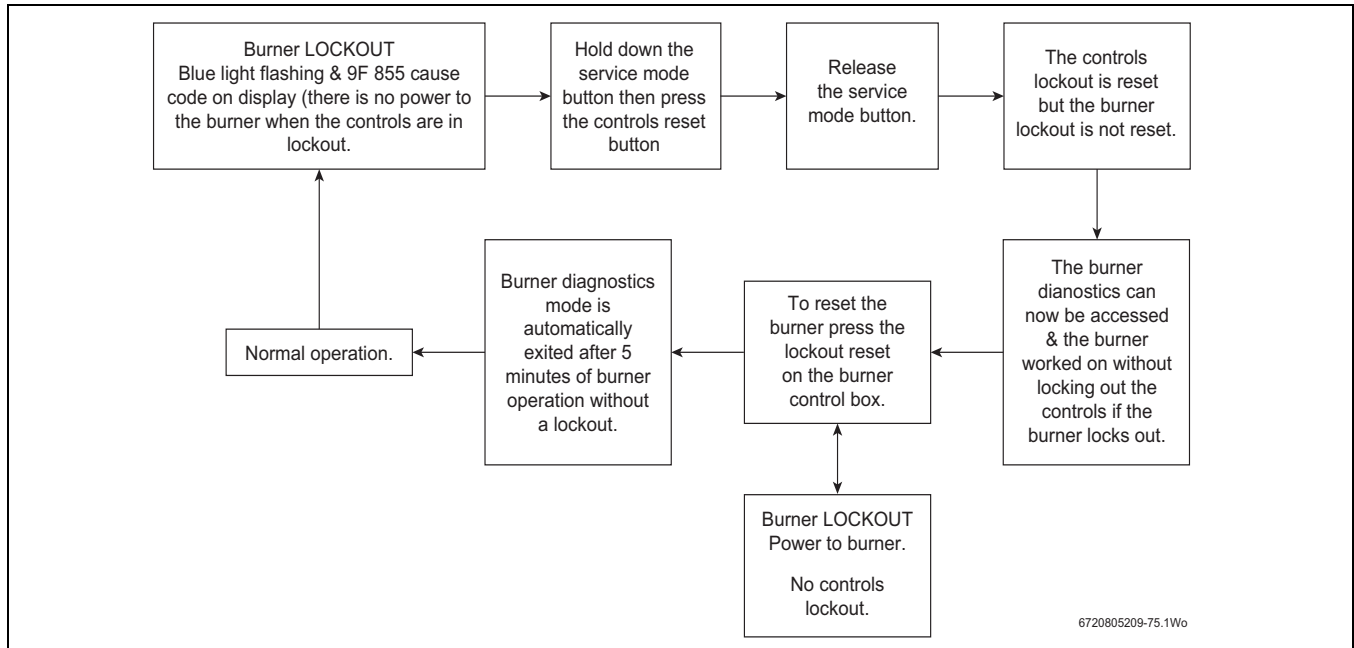 Burner LOCKOUT
Blue light flashing & 9F 855 cause
code on display (there is no power to
the burner when the controls are in
lockout.
Hold down the
service mode
button then press
the controls reset
button
Release
the service
mode button.
The controls
lockout is reset
but the burner
lockout is not reset.
The burner
dianostics can
now be accessed
& the burner
worked on without
locking out the
controls if the
burner locks out.
To reset the
burner press the
lockout reset
on the burner
control box.
Burner diagnostics
mode is
automatically
exited after 5
minutes of burner
operation without
a lockout.
Normal operation.
Burner LOCKOUT
Power to burner.
No controls
lockout.
6720805209-75.1Wo